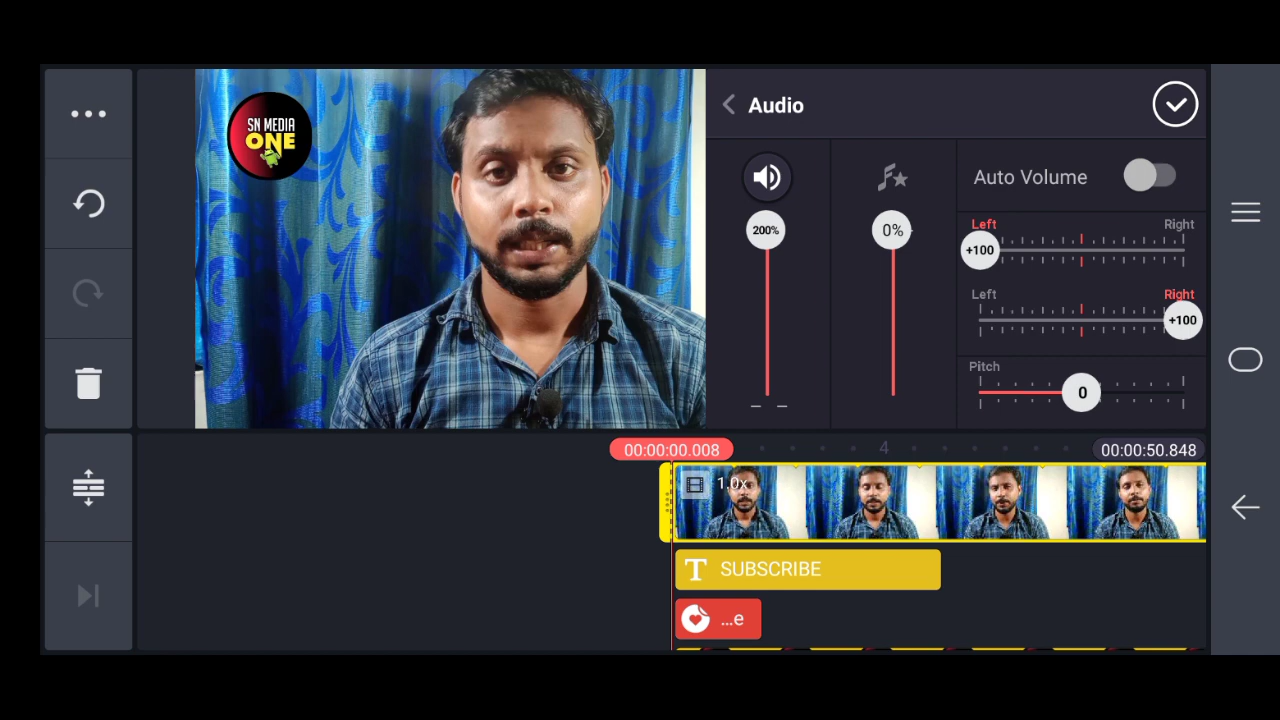 SN MEDIA
ONE
Audio
200%
0%
Auto Volume
Left
Right
+100
Left
Right
+100
Pitch
0
00:00:00.008
4
00:00:50.848
1.0x
SUBSCRIBE
...e